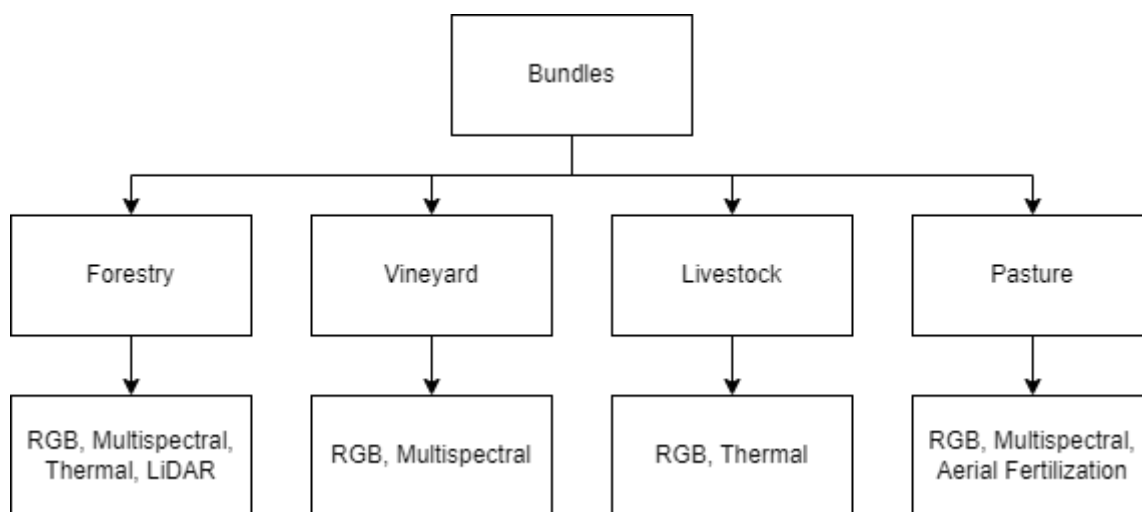 Bundles
Forestry
Vineyard
Livestock
Pasture
RGB, Multispectral,
Thermal, LiDAR
RGB, Multispectral
RGB, Thermal
RGB, Multispectral,
Aerial Fertilization